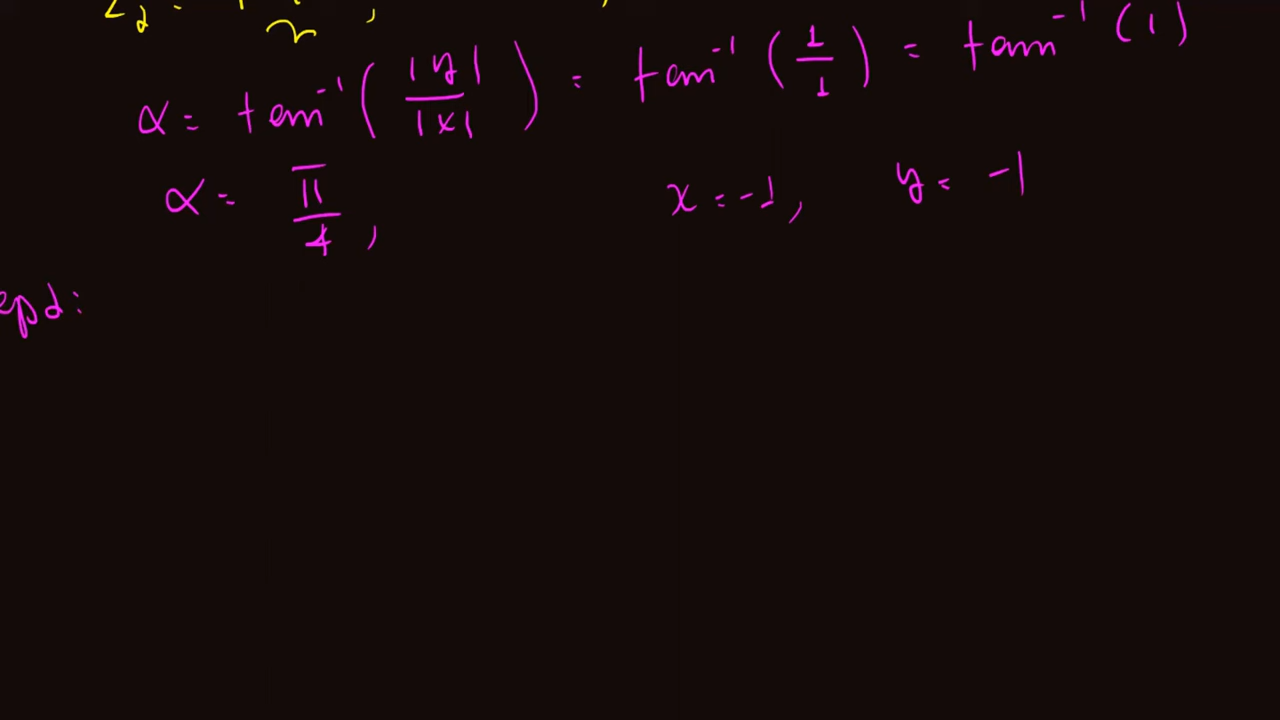 α = tan⁻¹ ( |y| / |x| ) = tan⁻¹ ( 1 / 1 ) = tan⁻¹ (1)
α = π / 4 , x = -1, y = -1